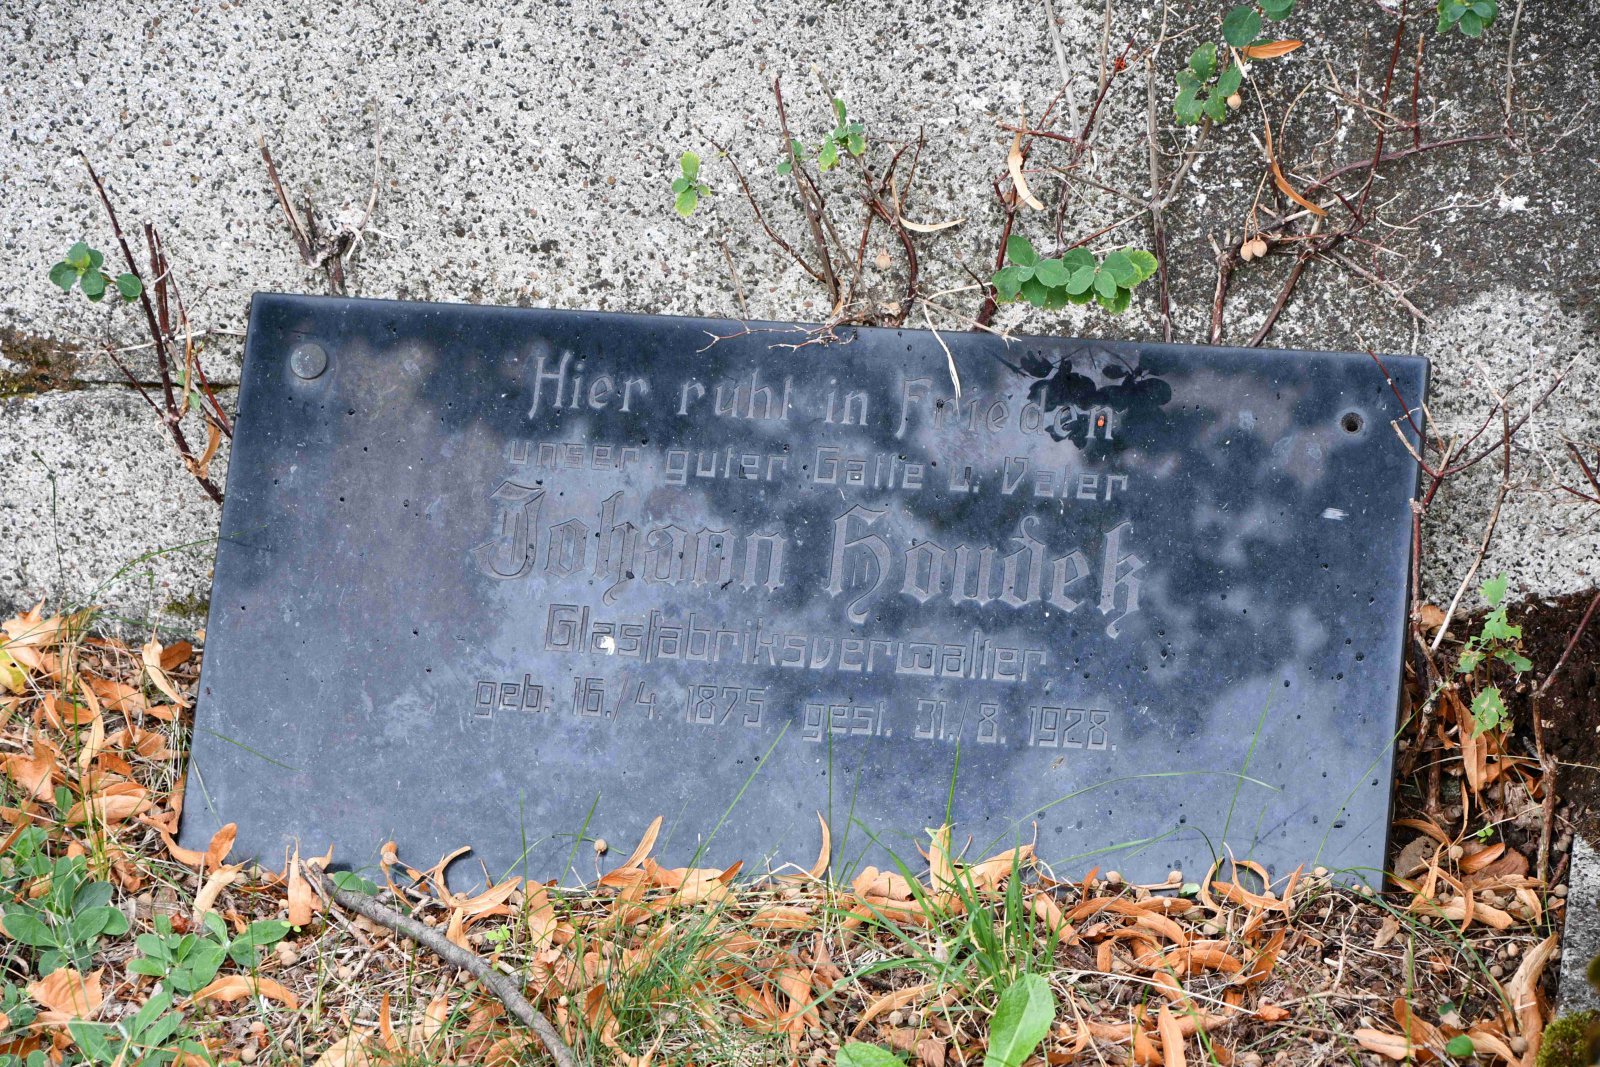 Hier ruht in Frieden
unser guter Gatte u. Vater
Johann Houdek
Glasfabriksverwalter
geb. 16./4. 1875, gest. 31./8. 1928.